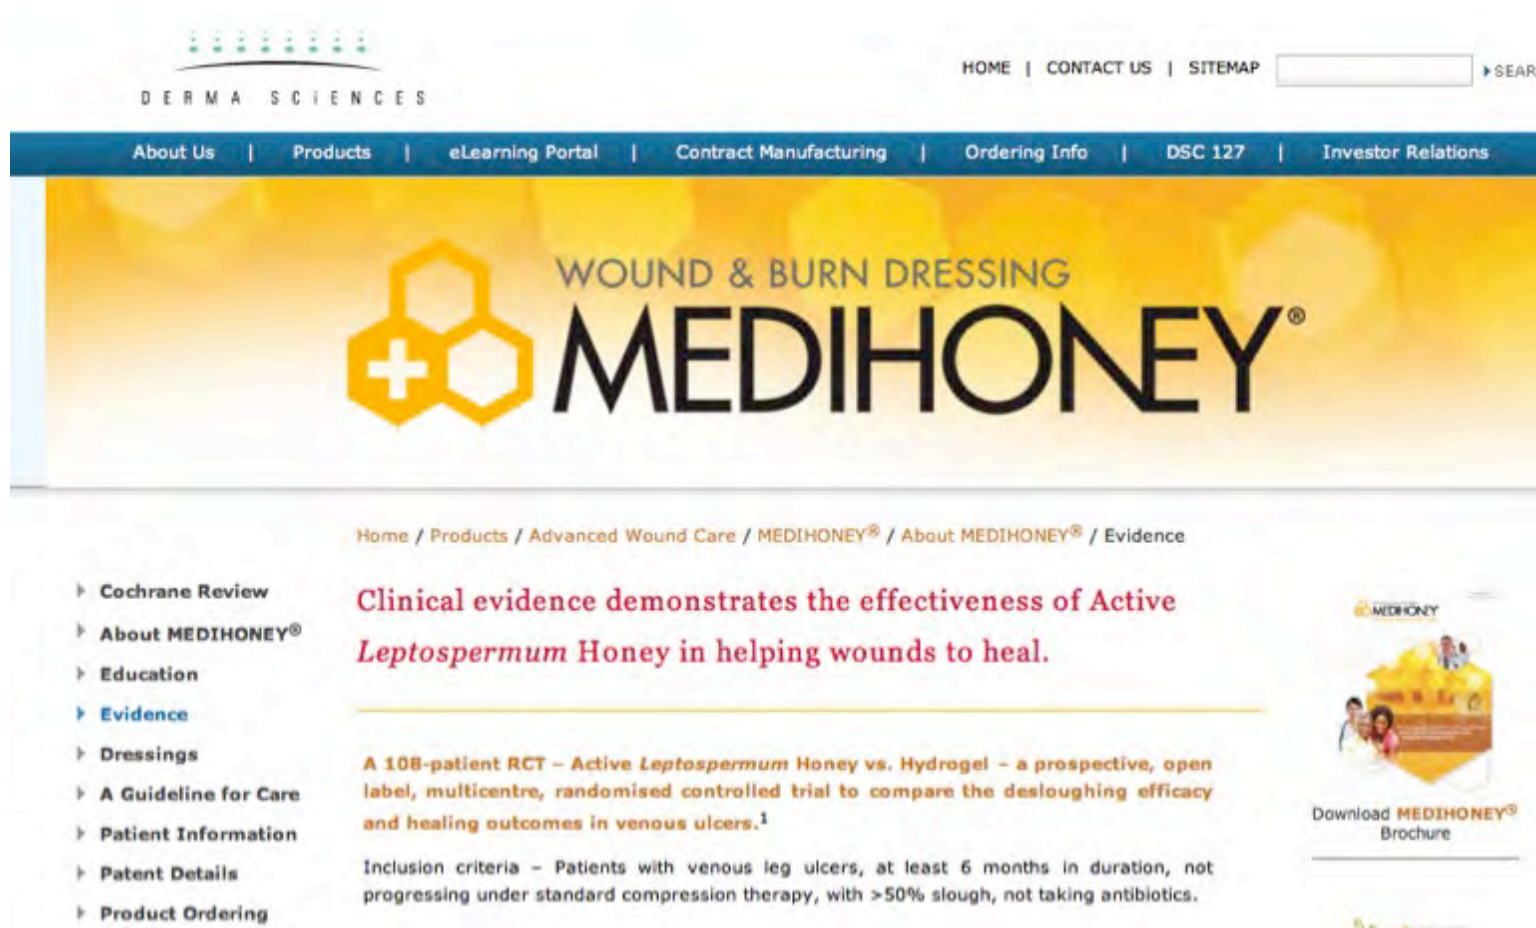 DERMA SCiENCES
HOME | CONTACT US | SITEMAP
SEAR
About Us | Products | eLearning Portal | Contract Manufacturing | Ordering Info | DSC 127 | Investor Relations
WOUND & BURN DRESSING
MEDIHONEY®
Home / Products / Advanced Wound Care / MEDIHONEY® / About MEDIHONEY® / Evidence
Cochrane Review
About MEDIHONEY®
Education
Evidence
Dressings
A Guideline for Care
Patient Information
Patent Details
Product Ordering
Clinical evidence demonstrates the effectiveness of Active
Leptospermum Honey in helping wounds to heal.
A 108-patient RCT – Active Leptospermum Honey vs. Hydrogel – a prospective, open
label, multicentre, randomised controlled trial to compare the desloughing efficacy
and healing outcomes in venous ulcers.1
Inclusion criteria – Patients with venous leg ulcers, at least 6 months in duration, not
progressing under standard compression therapy, with >50% slough, not taking antibiotics.
MEDIHONEY
Download MEDIHONEY®
Brochure